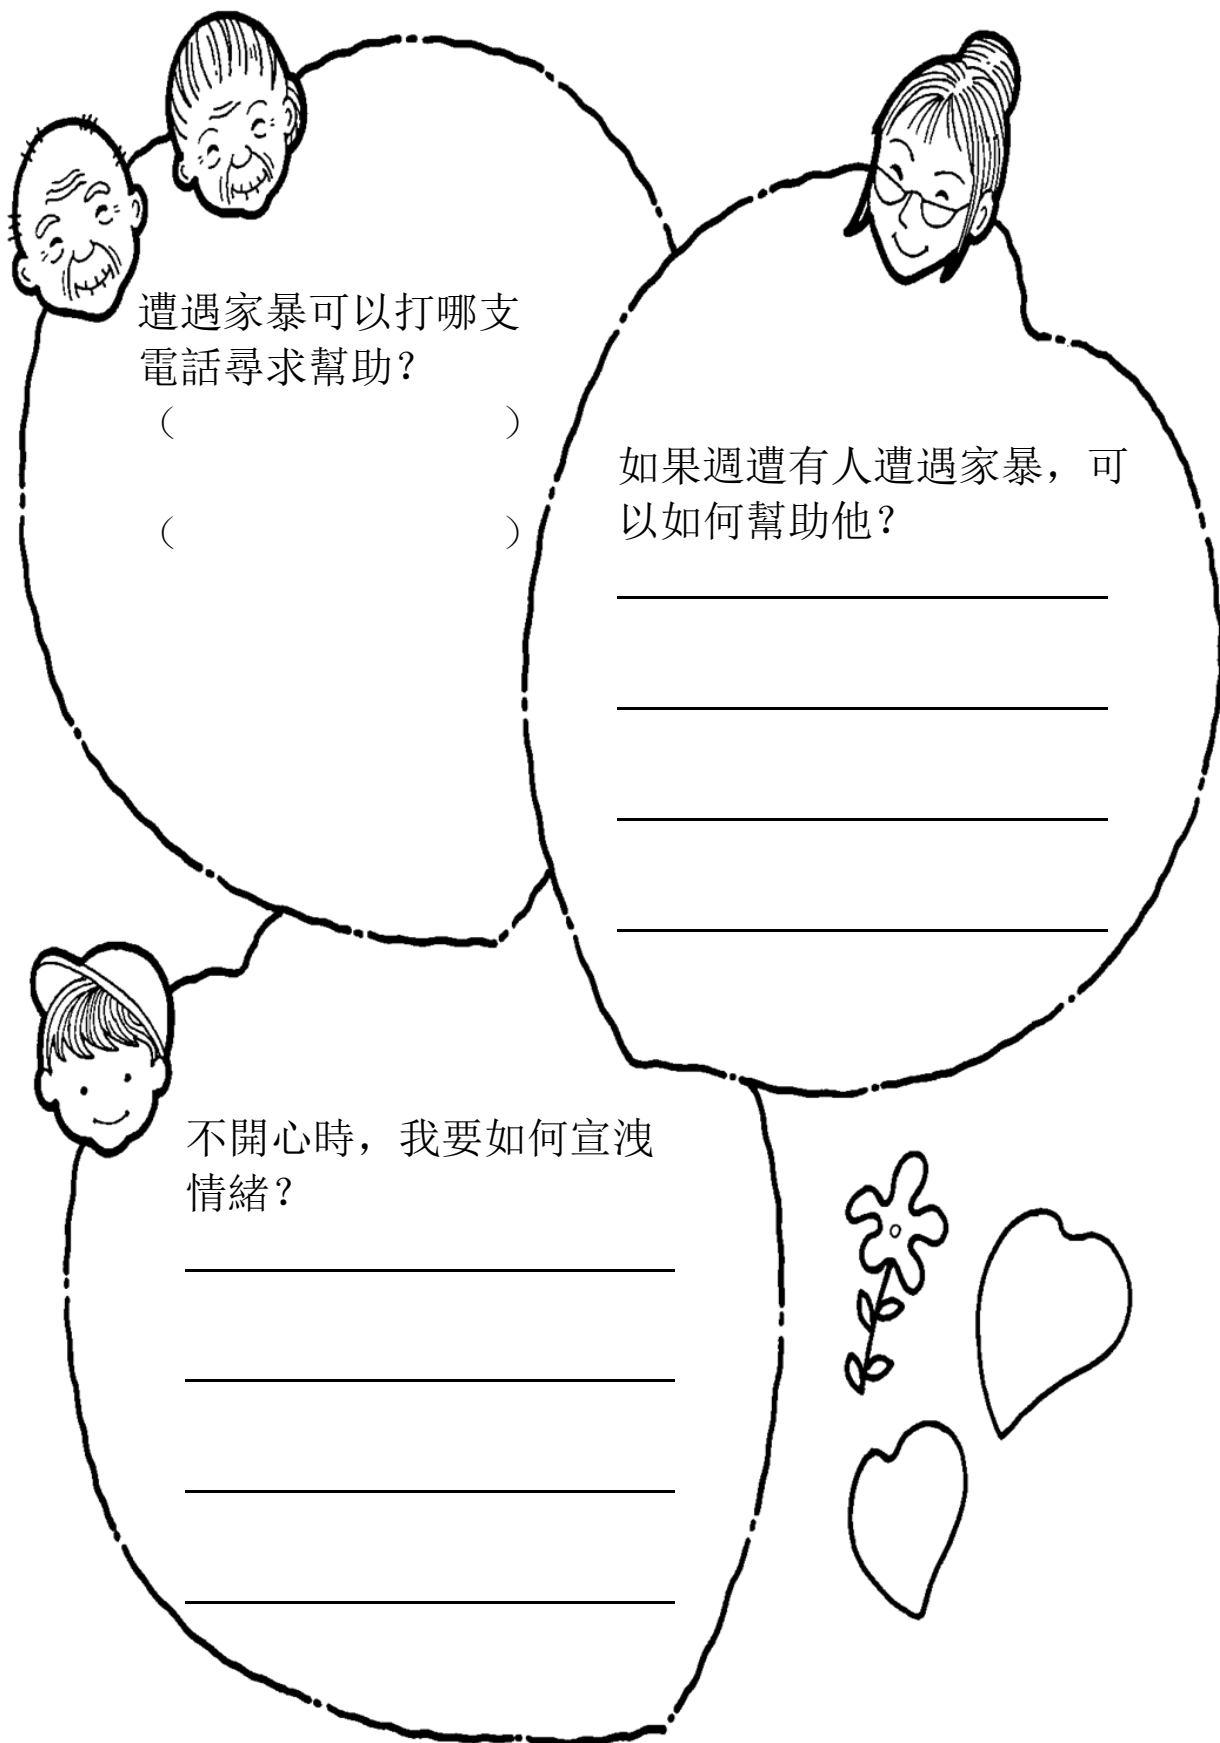 遭遇家暴可以打哪支
電話尋求幫助？
（　　　　　　　）
（　　　　　　　）
如果週遭有人遭遇家暴，可
以如何幫助他？
不開心時，我要如何宣洩
情緒？